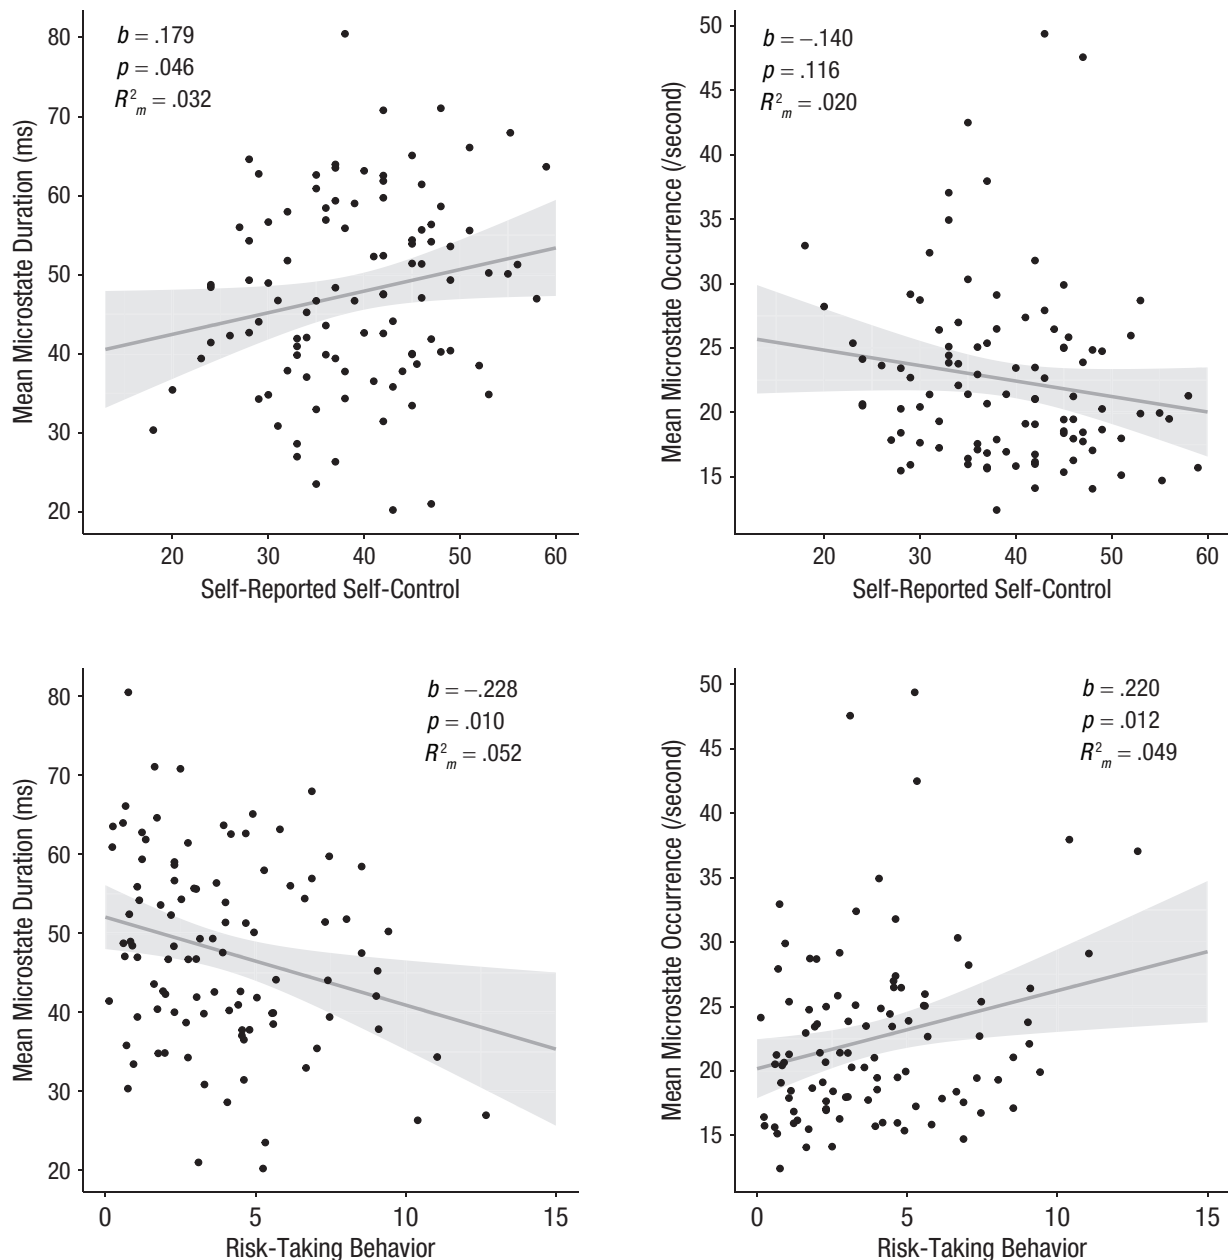 Mean Microstate Duration (ms)
b = .179
p = .046
R²m = .032
80
70
60
50
40
30
20
20 30 40 50 60
Self-Reported Self-Control
Mean Microstate Occurrence (/second)
b = −.140
p = .116
R²m = .020
50
45
40
35
30
25
20
15
20 30 40 50 60
Self-Reported Self-Control
Mean Microstate Duration (ms)
b = −.228
p = .010
R²m = .052
80
70
60
50
40
30
20
0 5 10 15
Risk-Taking Behavior
Mean Microstate Occurrence (/second)
b = .220
p = .012
R²m = .049
50
45
40
35
30
25
20
15
0 5 10 15
Risk-Taking Behavior